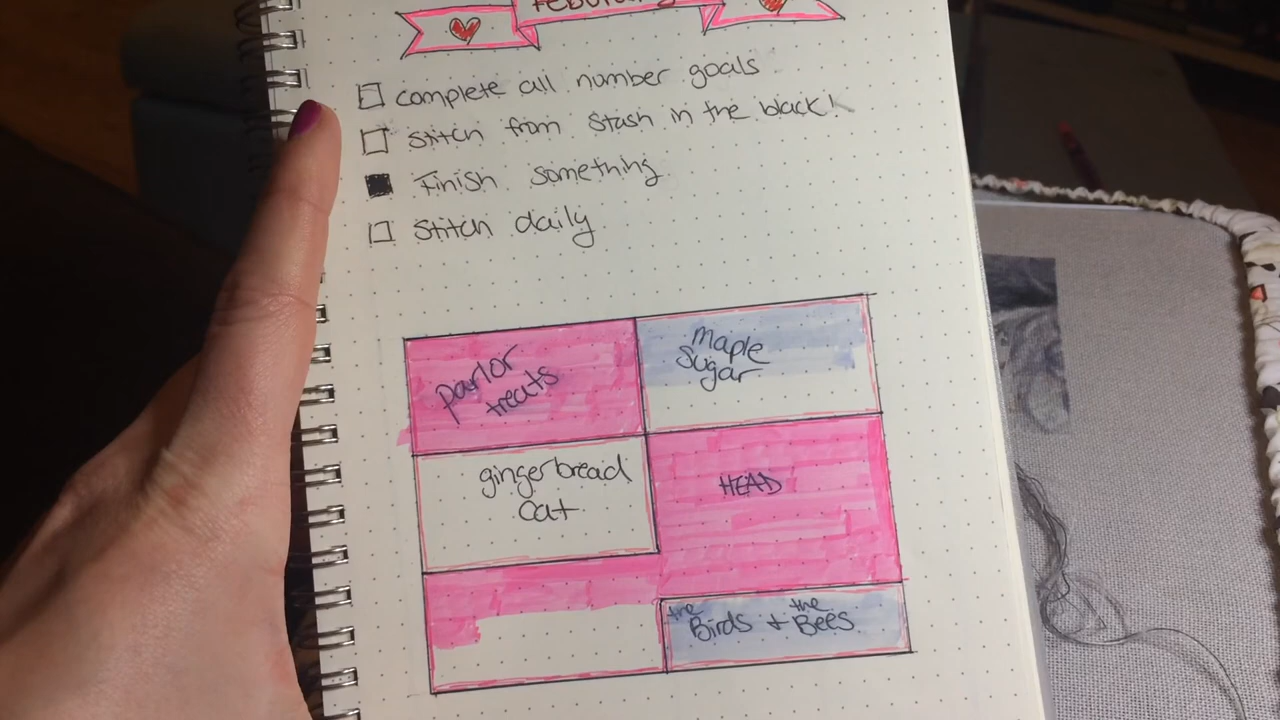 complete all number goals
Stitch from Stash in the black!
Finish something
Stitch daily
parlor
treats
maple
sugar
gingerbread
cat
HEAD
the Birds + the Bees